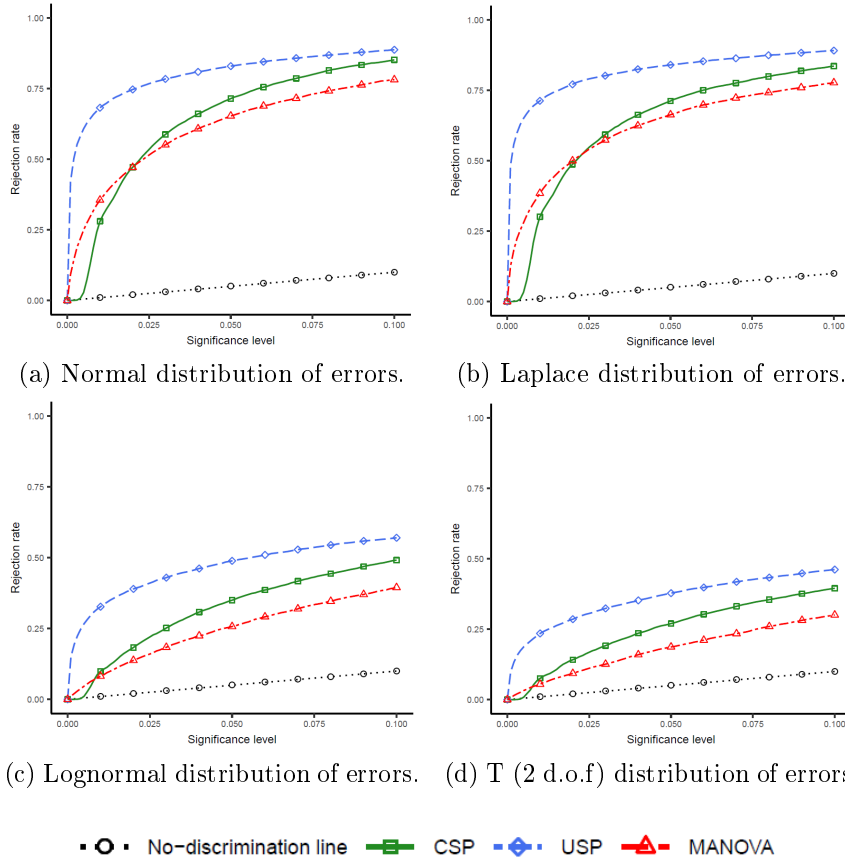 1.00
0.75
0.50
0.25
0.00
Rejection rate
0.000 0.025 0.050 0.075 0.100
Significance level
(a) Normal distribution of errors.
1.00
0.75
0.50
0.25
0.00
Rejection rate
0.000 0.025 0.050 0.075 0.100
Significance level
(b) Laplace distribution of errors.
1.00
0.75
0.50
0.25
0.00
Rejection rate
0.000 0.025 0.050 0.075 0.100
Significance level
(c) Lognormal distribution of errors.
1.00
0.75
0.50
0.25
0.00
Rejection rate
0.000 0.025 0.050 0.075 0.100
Significance level
(d) T (2 d.o.f) distribution of errors
No-discrimination line CSP USP MANOVA